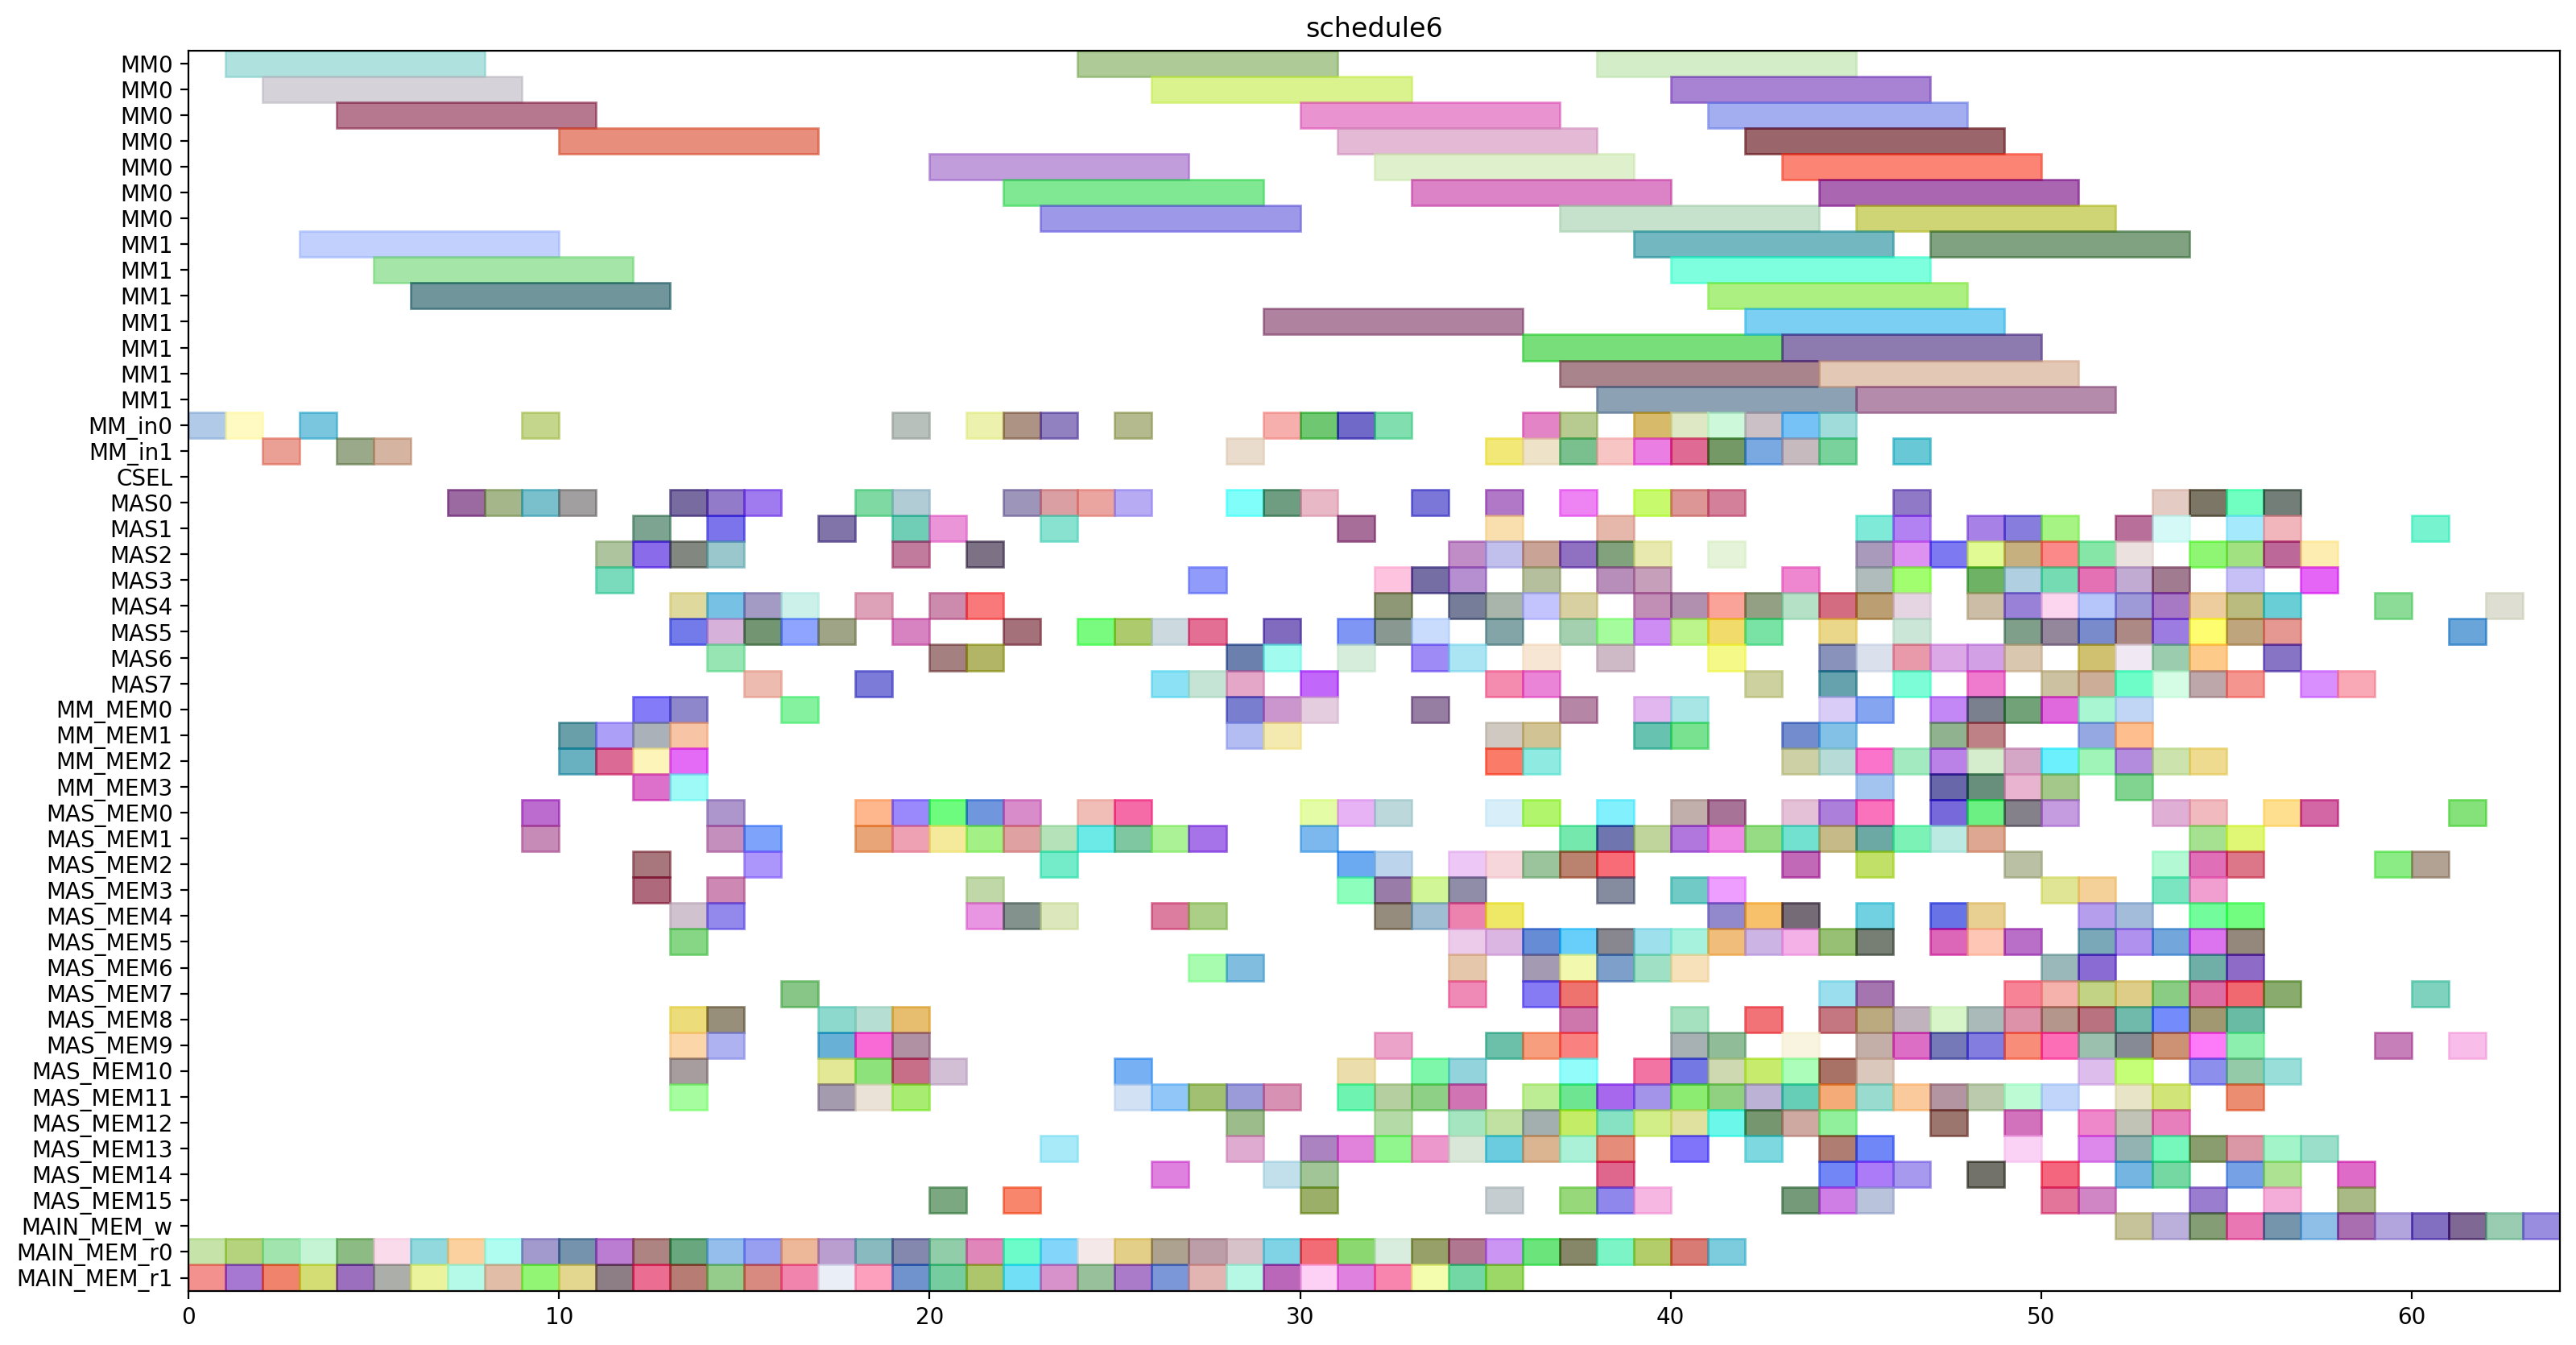 schedule6
MM0
MM0
MM0
MM0
MM0
MM0
MM0
MM1
MM1
MM1
MM1
MM1
MM1
MM1
MM_in0
MM_in1
CSEL
MAS0
MAS1
MAS2
MAS3
MAS4
MAS5
MAS6
MAS7
MM_MEM0
MM_MEM1
MM_MEM2
MM_MEM3
MAS_MEM0
MAS_MEM1
MAS_MEM2
MAS_MEM3
MAS_MEM4
MAS_MEM5
MAS_MEM6
MAS_MEM7
MAS_MEM8
MAS_MEM9
MAS_MEM10
MAS_MEM11
MAS_MEM12
MAS_MEM13
MAS_MEM14
MAS_MEM15
MAIN_MEM_w
MAIN_MEM_r0
MAIN_MEM_r1
0 10 20 30 40 50 60